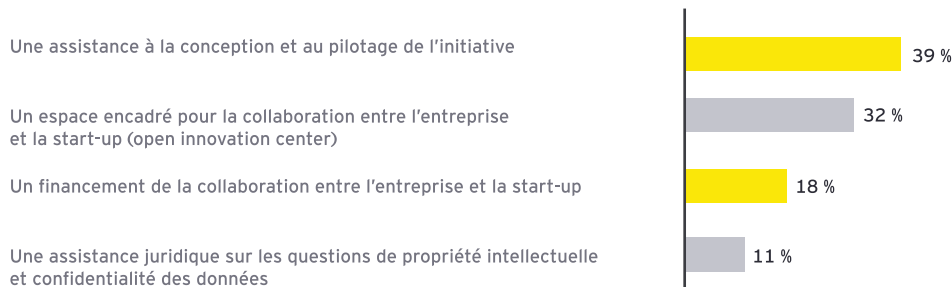 Une assistance à la conception et au pilotage de l’initiative
39 %
Un espace encadré pour la collaboration entre l’entreprise
et la start-up (open innovation center)
32 %
Un financement de la collaboration entre l’entreprise et la start-up
18 %
Une assistance juridique sur les questions de propriété intellectuelle
et confidentialité des données
11 %